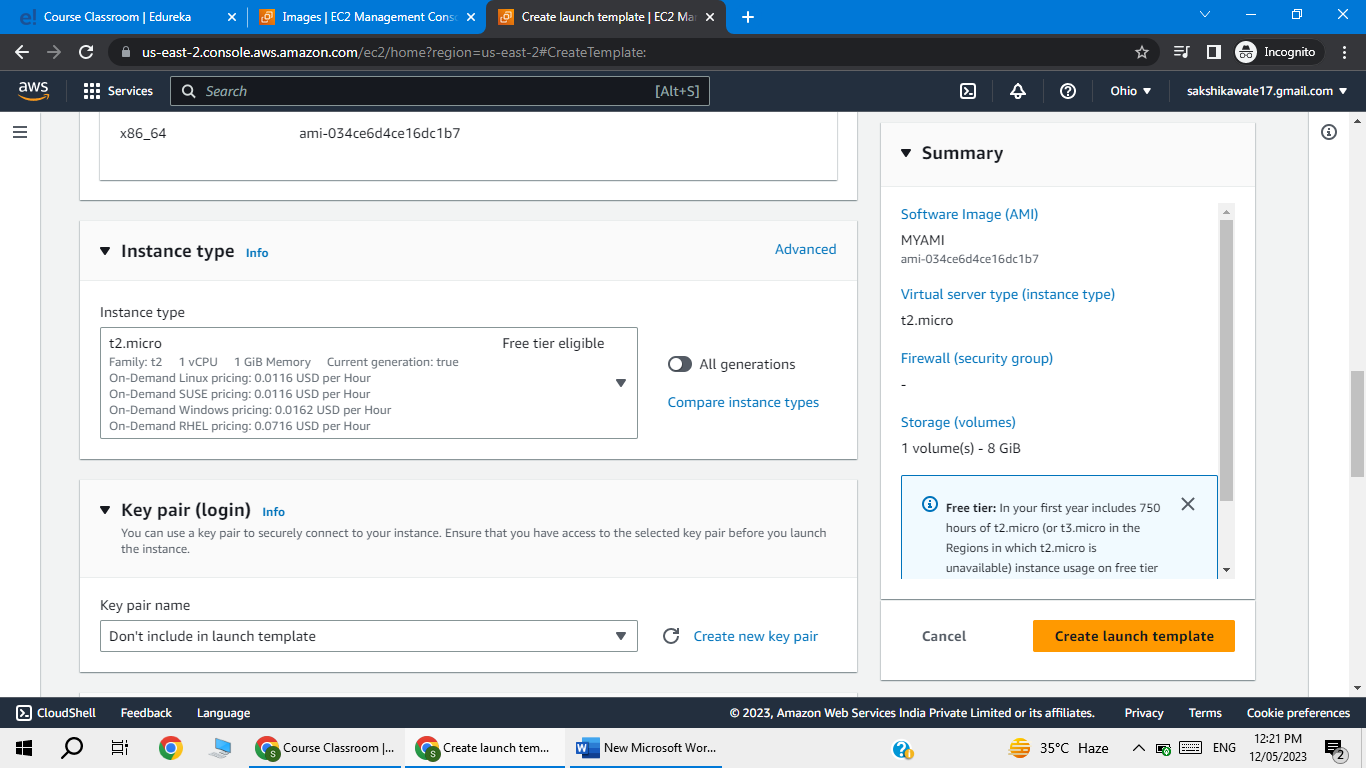 e! Course Classroom | Edureka
Images | EC2 Management Cons
Create launch template | EC2 Ma
us-east-2.console.aws.amazon.com/ec2/home?region=us-east-2#CreateTemplate:
Incognito
aws
Services
Search
[Alt+S]
Ohio
sakshikawale17.gmail.com
x86_64
ami-034ce6d4ce16dc1b7
Instance type Info
Advanced
Instance type
t2.micro
Free tier eligible
Family: t2 1 vCPU 1 GiB Memory Current generation: true
On-Demand Linux pricing: 0.0116 USD per Hour
On-Demand SUSE pricing: 0.0116 USD per Hour
On-Demand Windows pricing: 0.0162 USD per Hour
On-Demand RHEL pricing: 0.0716 USD per Hour
All generations
Compare instance types
Key pair (login) Info
You can use a key pair to securely connect to your instance. Ensure that you have access to the selected key pair before you launch
the instance.
Key pair name
Don't include in launch template
Create new key pair
Summary
Software Image (AMI)
MYAMI
ami-034ce6d4ce16dc1b7
Virtual server type (instance type)
t2.micro
Firewall (security group)
-
Storage (volumes)
1 volume(s) - 8 GiB
Free tier: In your first year includes 750
hours of t2.micro (or t3.micro in the
Regions in which t2.micro is
unavailable) instance usage on free tier
Cancel
Create launch template
CloudShell
Feedback
Language
© 2023, Amazon Web Services India Private Limited or its affiliates.
Privacy
Terms
Cookie preferences
S
Course Classroom |...
S
Create launch tem...
W
New Microsoft Wor...
35°C Haze
ENG
12:21 PM
12/05/2023
2